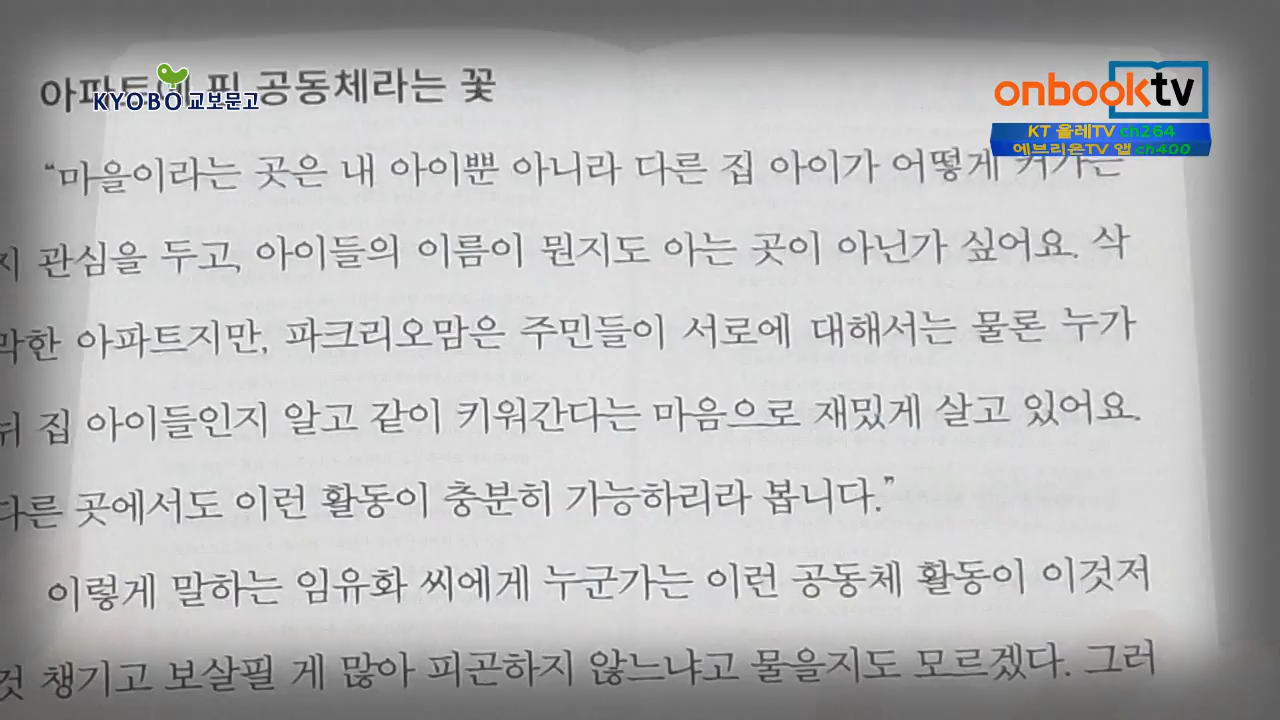 아파트에 핀 공동체라는 꽃
KYOBO 교보문고
onbooktv
KT 올레TV ch264
에브리온TV 앱 ch400
“마을이라는 곳은 내 아이뿐 아니라 다른 집 아이가 어떻게 커가는
지 관심을 두고, 아이들의 이름이 뭔지도 아는 곳이 아닌가 싶어요. 삭
막한 아파트지만, 파크리오맘은 주민들이 서로에 대해서는 물론 누가
뉘 집 아이들인지 알고 같이 키워간다는 마음으로 재밌게 살고 있어요.
다른 곳에서도 이런 활동이 충분히 가능하리라 봅니다.”
이렇게 말하는 임유화 씨에게 누군가는 이런 공동체 활동이 이것저
것 챙기고 보살필 게 많아 피곤하지 않느냐고 물을지도 모르겠다. 그러